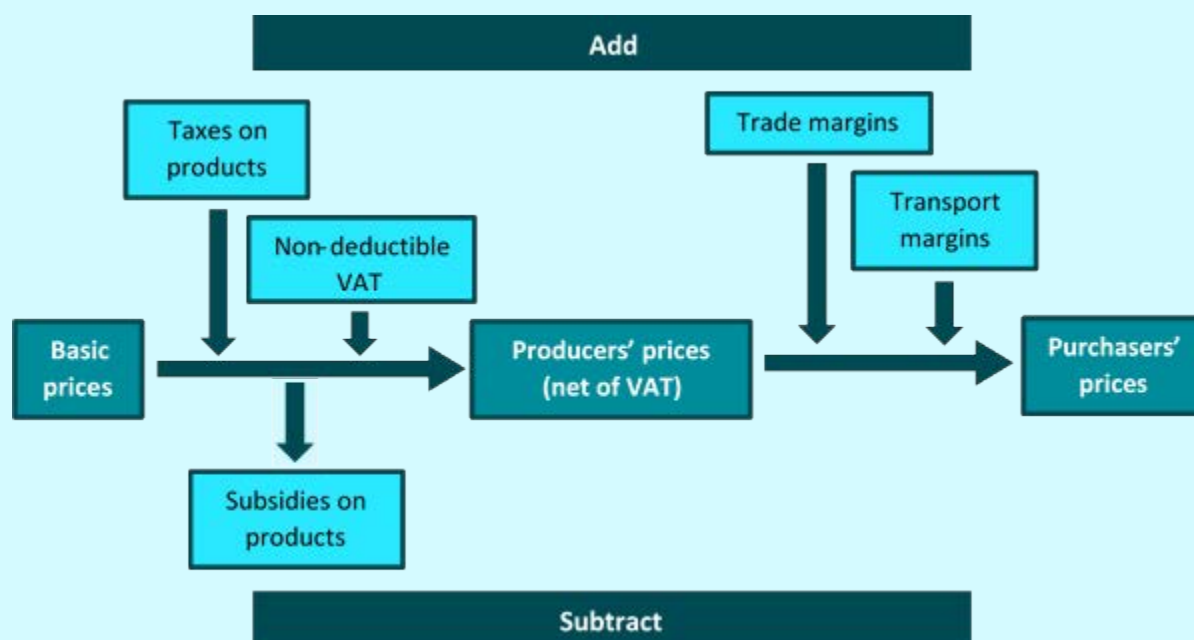 Add
Taxes on
products
Trade margins
Transport
margins
Non-deductible
VAT
Basic
prices
Producers’ prices
(net of VAT)
Purchasers’
prices
Subsidies on
products
Subtract